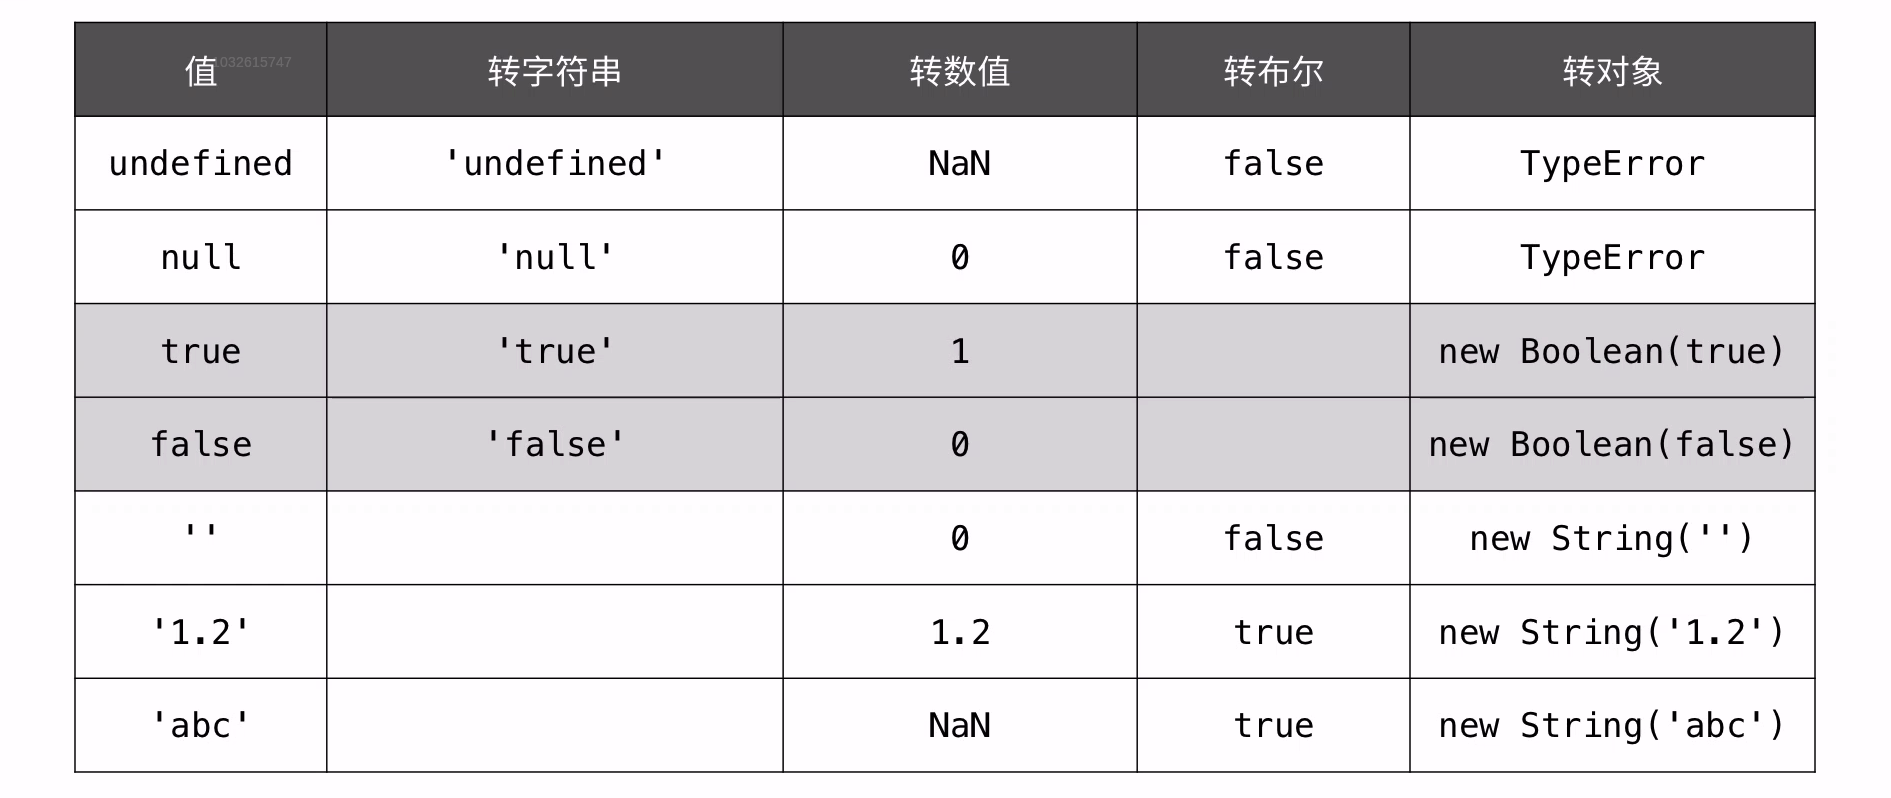 值 转字符串 转数值 转布尔 转对象
1032615747
undefined 'undefined' NaN false TypeError
null 'null' 0 false TypeError
true 'true' 1 new Boolean(true)
false 'false' 0 new Boolean(false)
'' 0 false new String('')
'1.2' 1.2 true new String('1.2')
'abc' NaN true new String('abc')